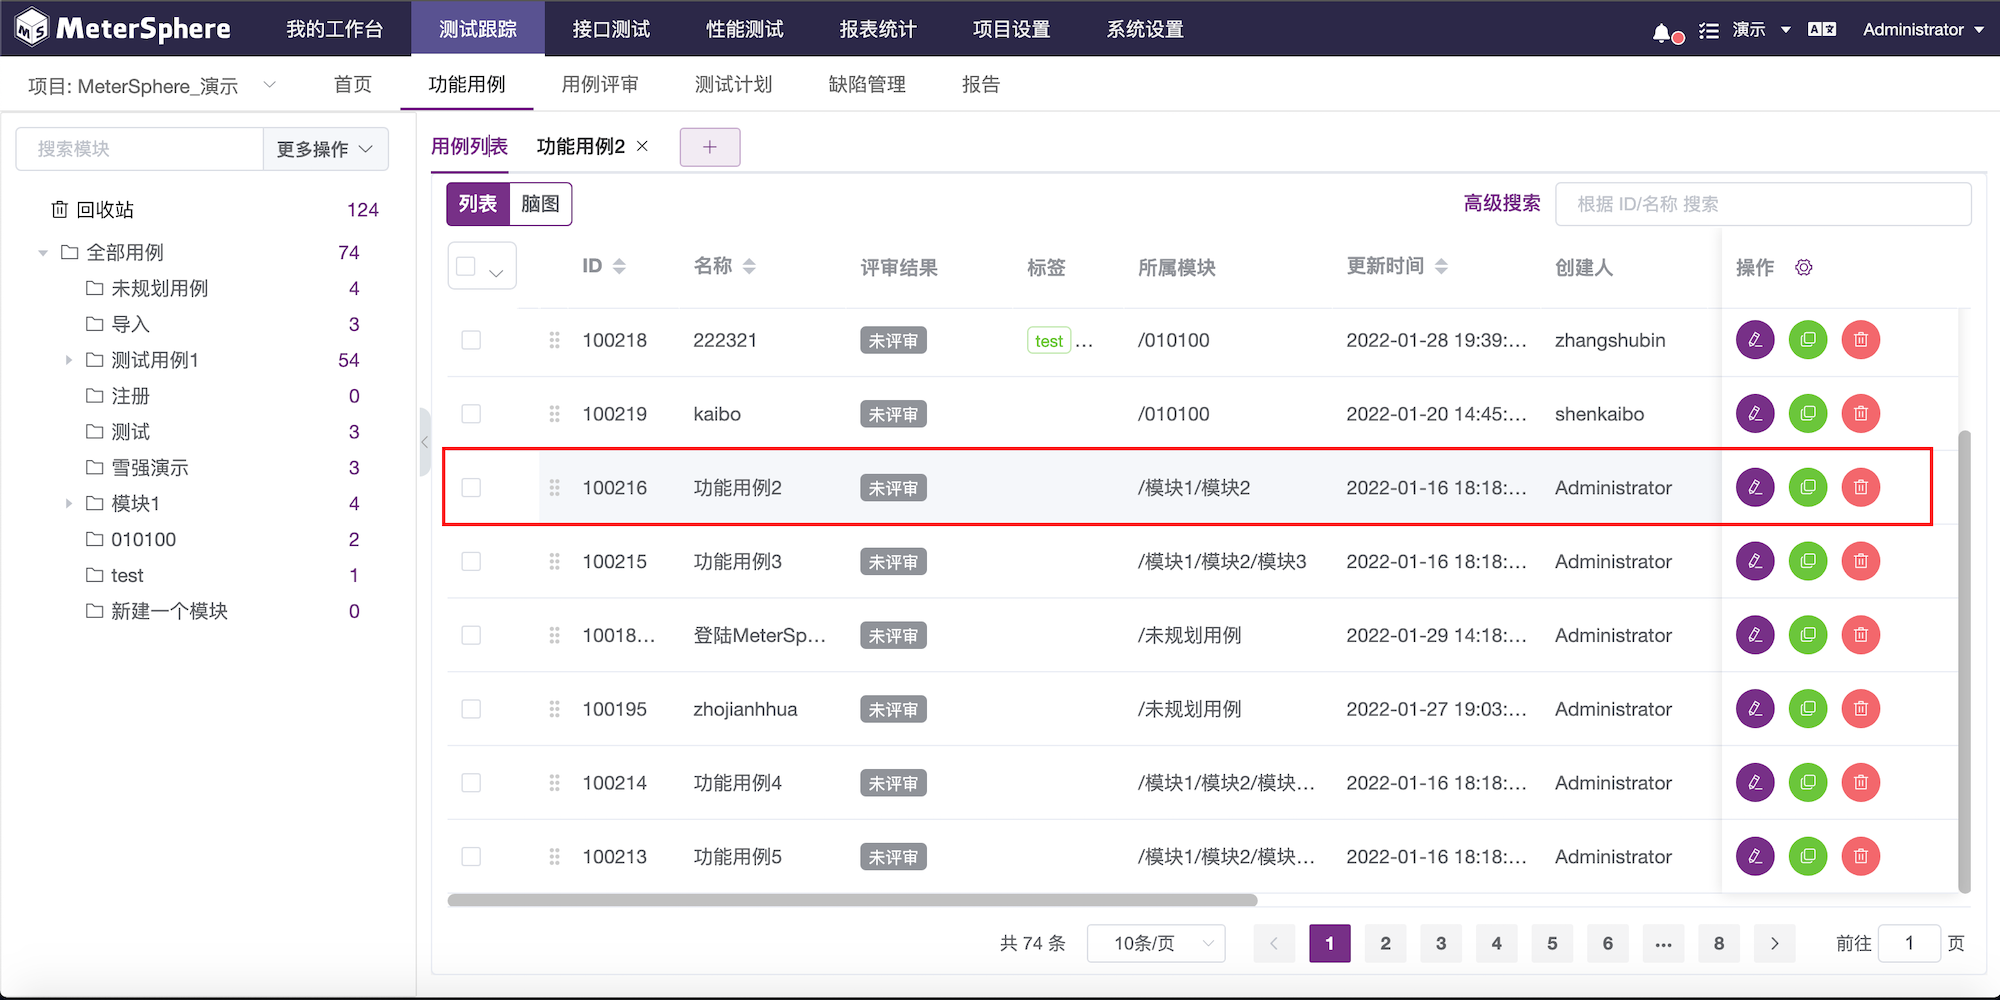 MeterSphere 我的工作台 测试跟踪 接口测试 性能测试 报表统计 项目设置 系统设置 演示 Administrator
项目: MeterSphere_演示 首页 功能用例 用例评审 测试计划 缺陷管理 报告
搜索模块 更多操作
回收站 124
全部用例 74
未规划用例 4
导入 3
测试用例1 54
注册 0
测试 3
雪强演示 3
模块1 4
010100 2
test 1
新建一个模块 0
用例列表 功能用例2
列表 脑图 高级搜索 根据 ID/名称 搜索
ID 名称 评审结果 标签 所属模块 更新时间 创建人 操作
100218 222321 未评审 test ... /010100 2022-01-28 19:39:... zhangshubin
100219 kaibo 未评审 /010100 2022-01-20 14:45:... shenkaibo
100216 功能用例2 未评审 /模块1/模块2 2022-01-16 18:18:... Administrator
100215 功能用例3 未评审 /模块1/模块2/模块3 2022-01-16 18:18:... Administrator
10018... 登陆MeterSp... 未评审 /未规划用例 2022-01-29 14:18:... Administrator
100195 zhojianhhua 未评审 /未规划用例 2022-01-27 19:03:... Administrator
100214 功能用例4 未评审 /模块1/模块2/模块... 2022-01-16 18:18:... Administrator
100213 功能用例5 未评审 /模块1/模块2/模块... 2022-01-16 18:18:... Administrator
共 74 条 10条/页 1 2 3 4 5 6 ... 8 前往 1 页